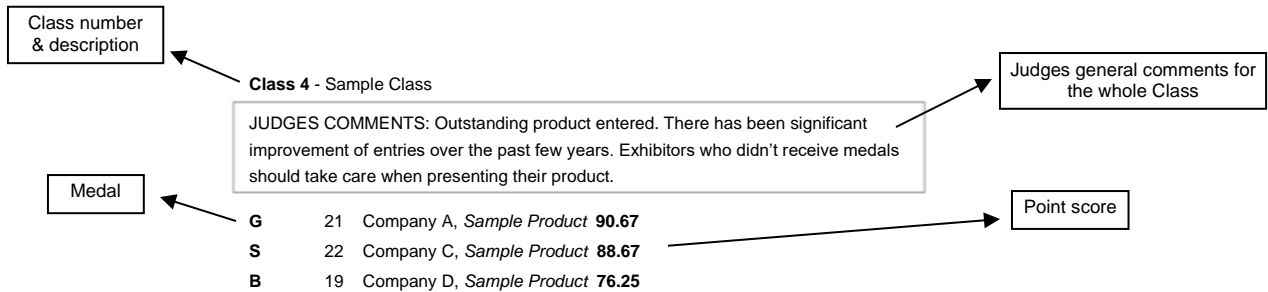 Class number
& description
Class 4 - Sample Class
Judges general comments for
the whole Class
JUDGES COMMENTS: Outstanding product entered. There has been significant
improvement of entries over the past few years. Exhibitors who didn’t receive medals
should take care when presenting their product.
Medal
Point score
G 21 Company A, Sample Product 90.67
S 22 Company C, Sample Product 88.67
B 19 Company D, Sample Product 76.25